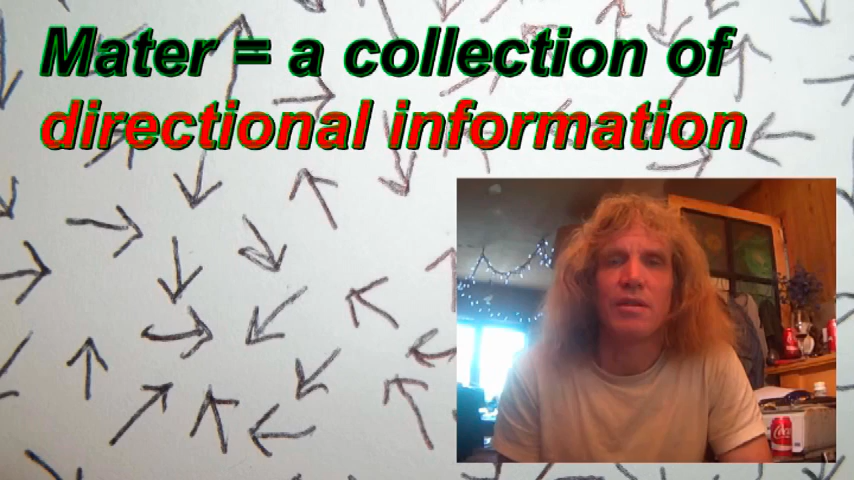 Mater = a collection of
directional information